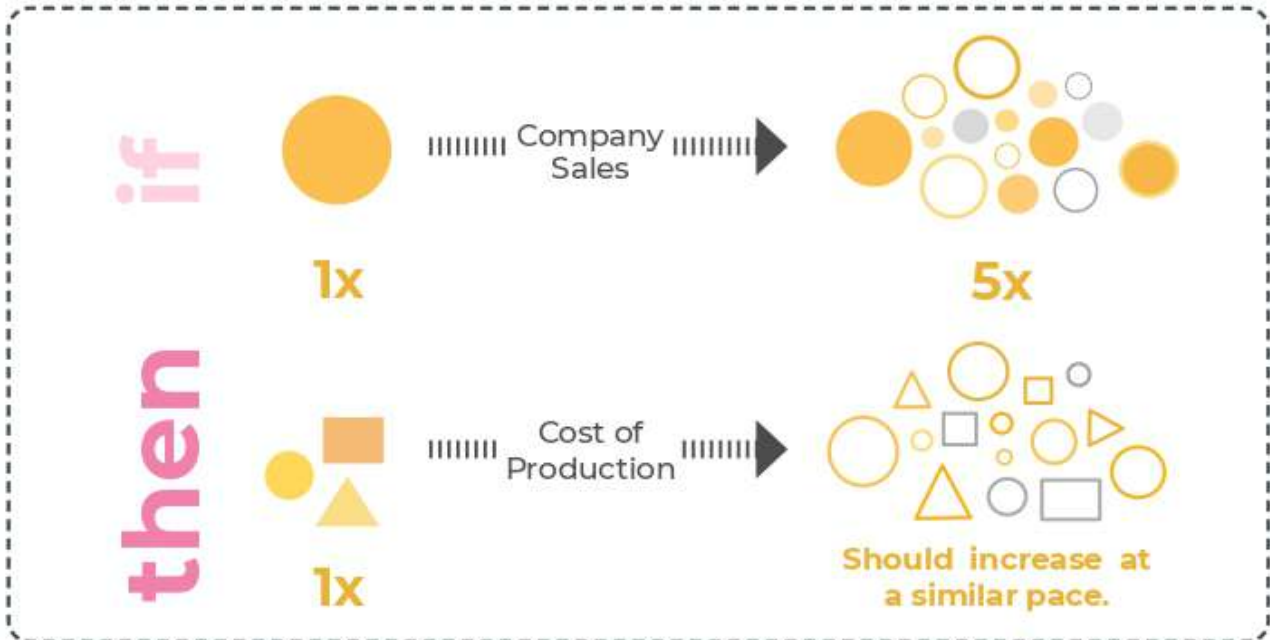 if
Company
Sales
1x
5x
then
Cost of
Production
1x
Should increase at
a similar pace.